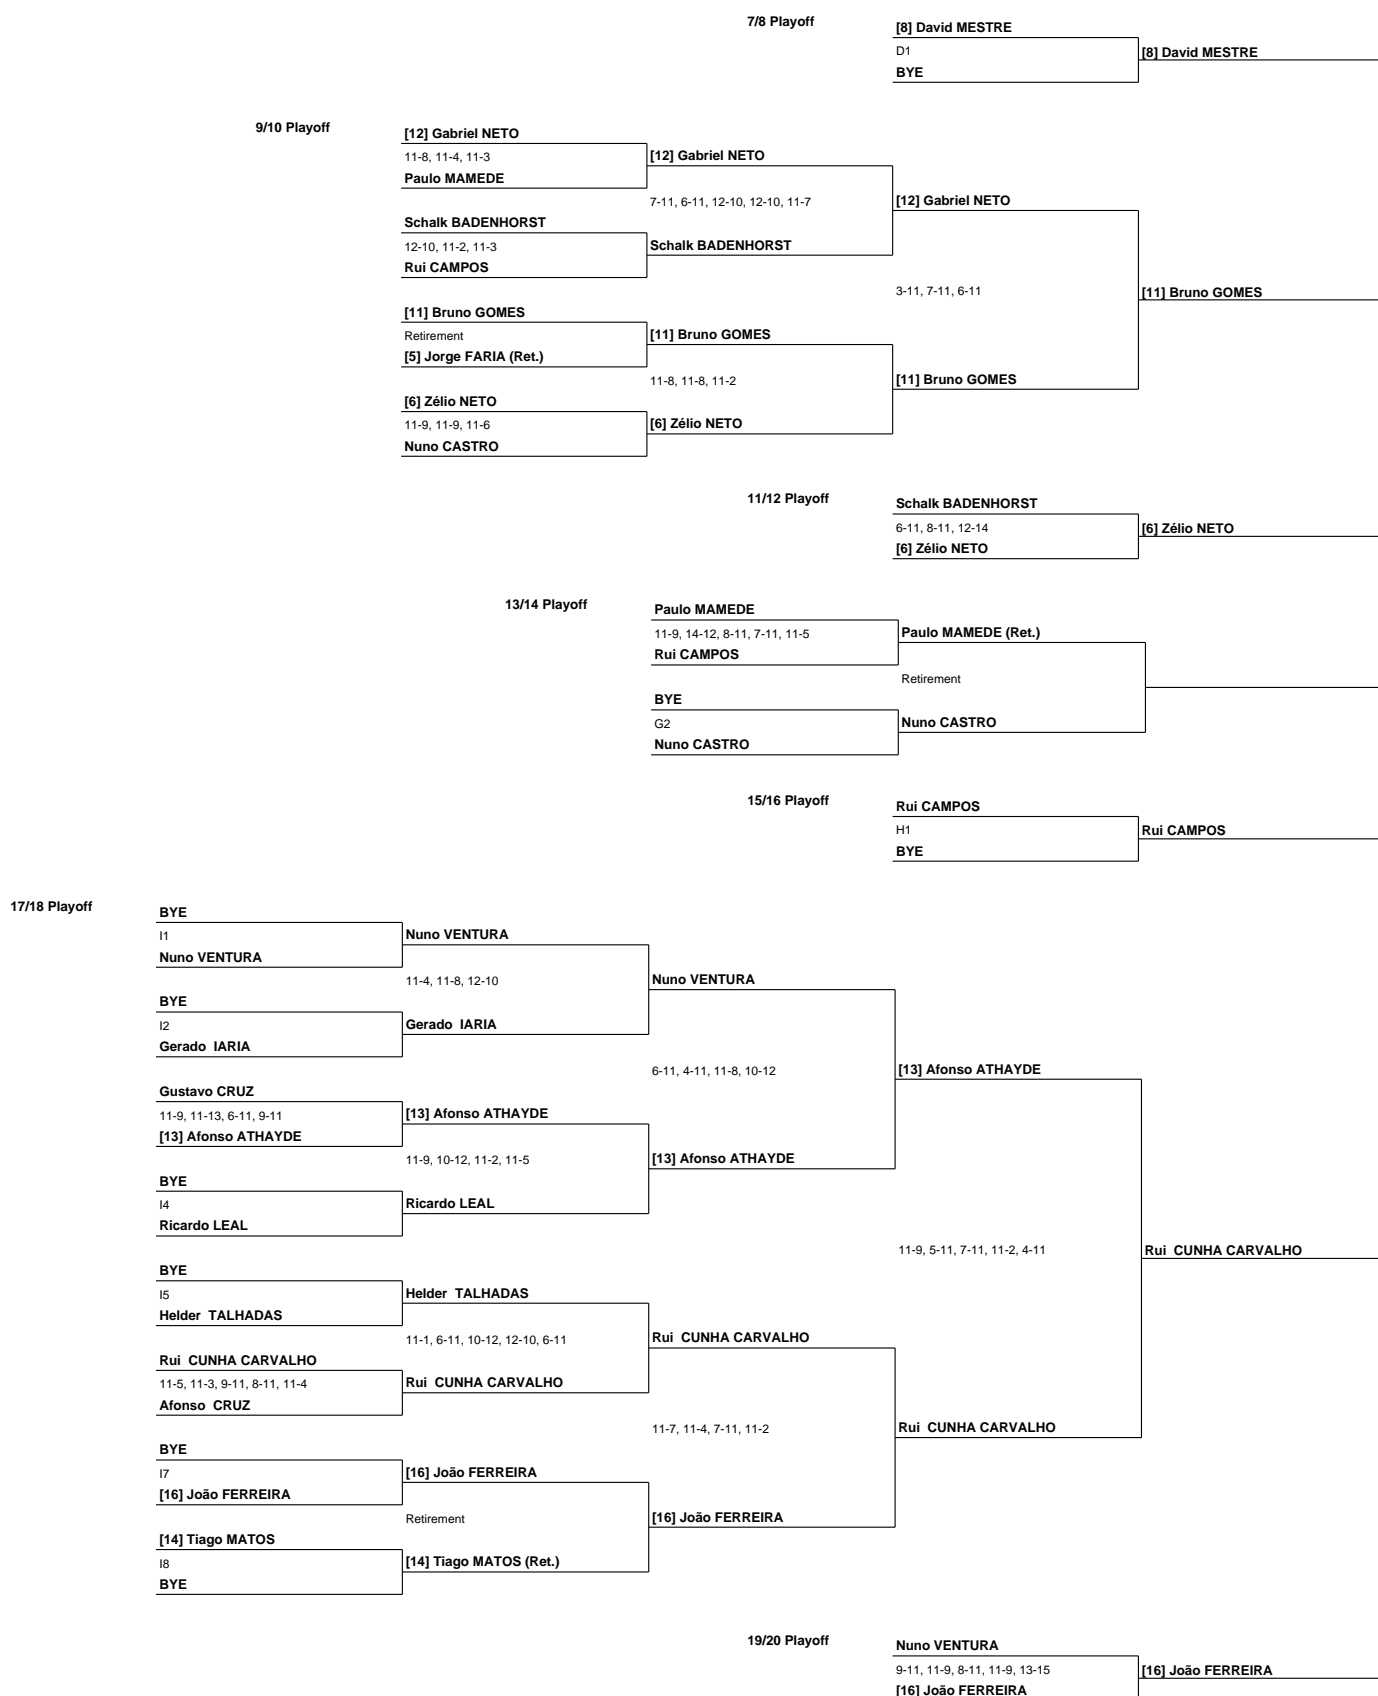 7/8 Playoff
[8] David MESTRE
D1
[8] David MESTRE
BYE
9/10 Playoff
[12] Gabriel NETO
11-8, 11-4, 11-3
[12] Gabriel NETO
Paulo MAMEDE
7-11, 6-11, 12-10, 12-10, 11-7
[12] Gabriel NETO
Schalk BADENHORST
12-10, 11-2, 11-3
Schalk BADENHORST
Rui CAMPOS
3-11, 7-11, 6-11
[11] Bruno GOMES
[11] Bruno GOMES
Retirement
[11] Bruno GOMES
[5] Jorge FARIA (Ret.)
11-8, 11-8, 11-2
[11] Bruno GOMES
[6] Zélio NETO
11-9, 11-9, 11-6
[6] Zélio NETO
Nuno CASTRO
11/12 Playoff
Schalk BADENHORST
6-11, 8-11, 12-14
[6] Zélio NETO
[6] Zélio NETO
13/14 Playoff
Paulo MAMEDE
11-9, 14-12, 8-11, 7-11, 11-5
Paulo MAMEDE (Ret.)
Rui CAMPOS
Retirement
BYE
G2
Nuno CASTRO
Nuno CASTRO
15/16 Playoff
Rui CAMPOS
H1
Rui CAMPOS
BYE
17/18 Playoff
BYE
I1
Nuno VENTURA
Nuno VENTURA
11-4, 11-8, 12-10
Nuno VENTURA
BYE
I2
Gerado IARIA
Gerado IARIA
6-11, 4-11, 11-8, 10-12
[13] Afonso ATHAYDE
Gustavo CRUZ
11-9, 11-13, 6-11, 9-11
[13] Afonso ATHAYDE
[13] Afonso ATHAYDE
11-9, 10-12, 11-2, 11-5
[13] Afonso ATHAYDE
BYE
I4
Ricardo LEAL
Ricardo LEAL
11-9, 5-11, 7-11, 11-2, 4-11
Rui CUNHA CARVALHO
BYE
I5
Helder TALHADAS
Helder TALHADAS
11-1, 6-11, 10-12, 12-10, 6-11
Rui CUNHA CARVALHO
Rui CUNHA CARVALHO
11-5, 11-3, 9-11, 8-11, 11-4
Rui CUNHA CARVALHO
Afonso CRUZ
11-7, 11-4, 7-11, 11-2
Rui CUNHA CARVALHO
BYE
I7
[16] João FERREIRA
[16] João FERREIRA
Retirement
[16] João FERREIRA
[14] Tiago MATOS
I8
[14] Tiago MATOS (Ret.)
BYE
19/20 Playoff
Nuno VENTURA
9-11, 11-9, 8-11, 11-9, 13-15
[16] João FERREIRA
[16] João FERREIRA